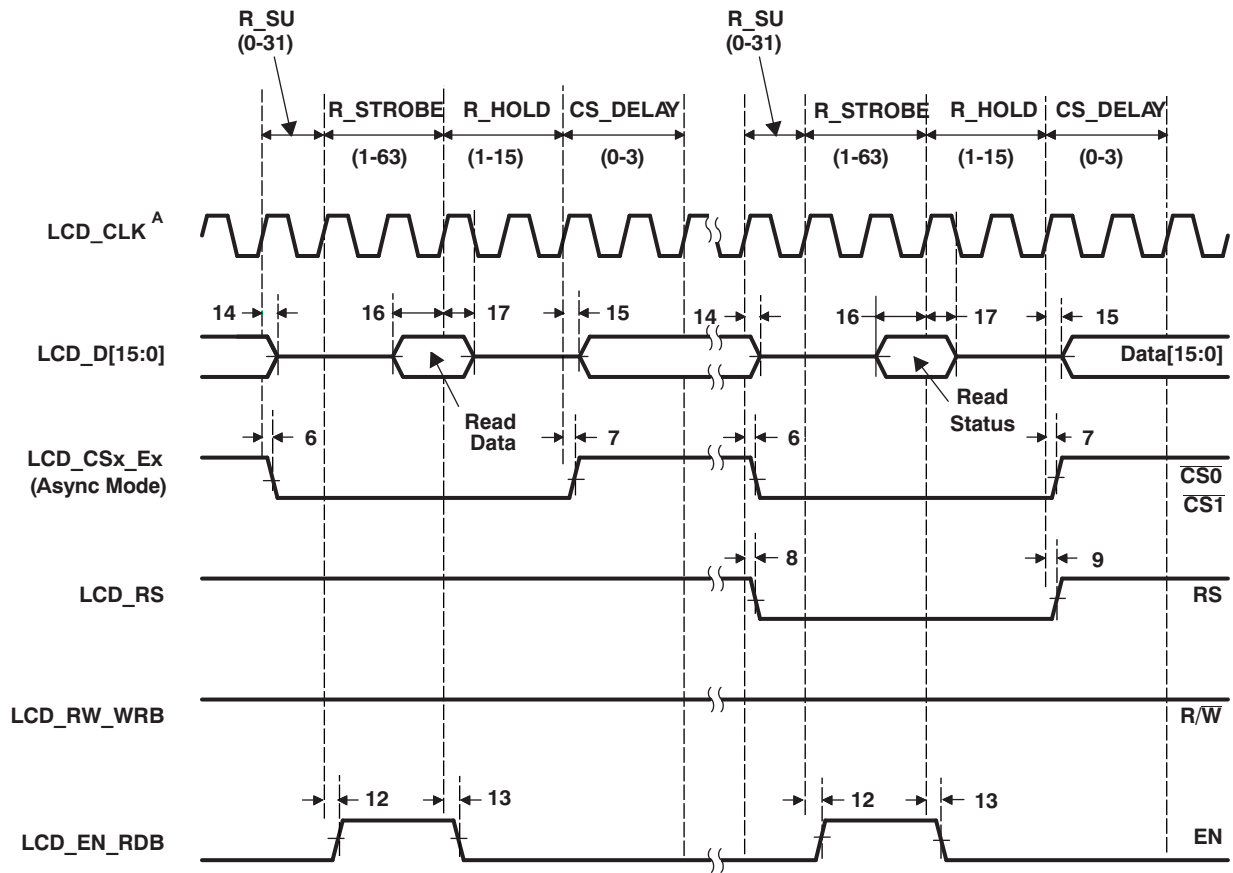 R_SU
(0-31)
R_SU
(0-31)
R_STROBE R_HOLD CS_DELAY R_STROBE R_HOLD CS_DELAY
(1-63) (1-15) (0-3) (1-63) (1-15) (0-3)
LCD_CLK A
14 16 17 15 14 16 17 15
LCD_D[15:0] Data[15:0]
Read
Data
Read
Status
6 7 6 7
LCD_CSx_Ex
(Async Mode)
CS0
CS1
8 9
LCD_RS RS
LCD_RW_WRB R/W
12 13 12 13
LCD_EN_RDB EN